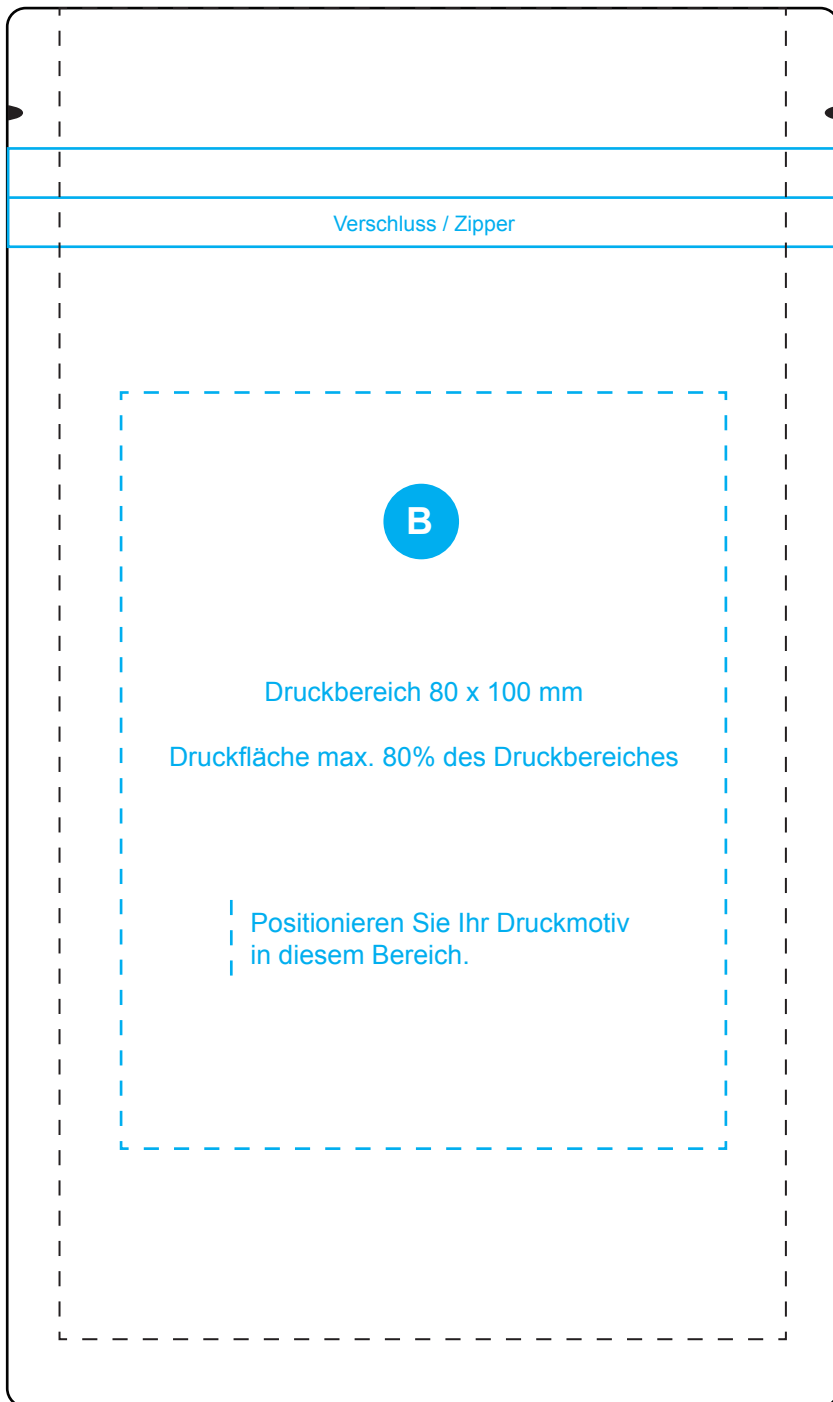 Verschluss / Zipper
B
Druckbereich 80 x 100 mm
Druckfläche max. 80% des Druckbereiches
Positionieren Sie Ihr Druckmotiv
in diesem Bereich.